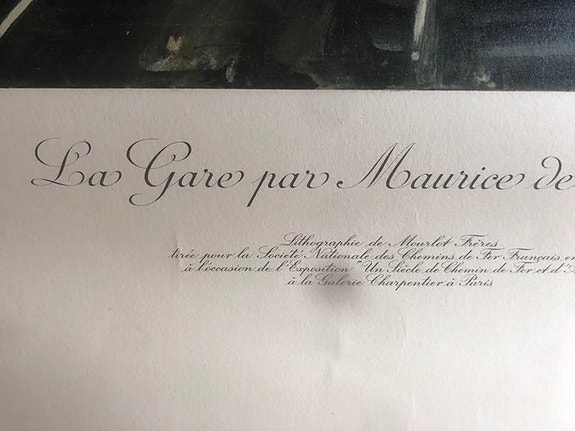 La Gare par Maurice de
Lithographie de Mourlot Frères
tirée pour la Société Nationale des Chemins de Fer Français en
à l'occasion de l'Exposition "Un Siècle de Chemin de Fer et d'A
à la Galerie Charpentier à Paris